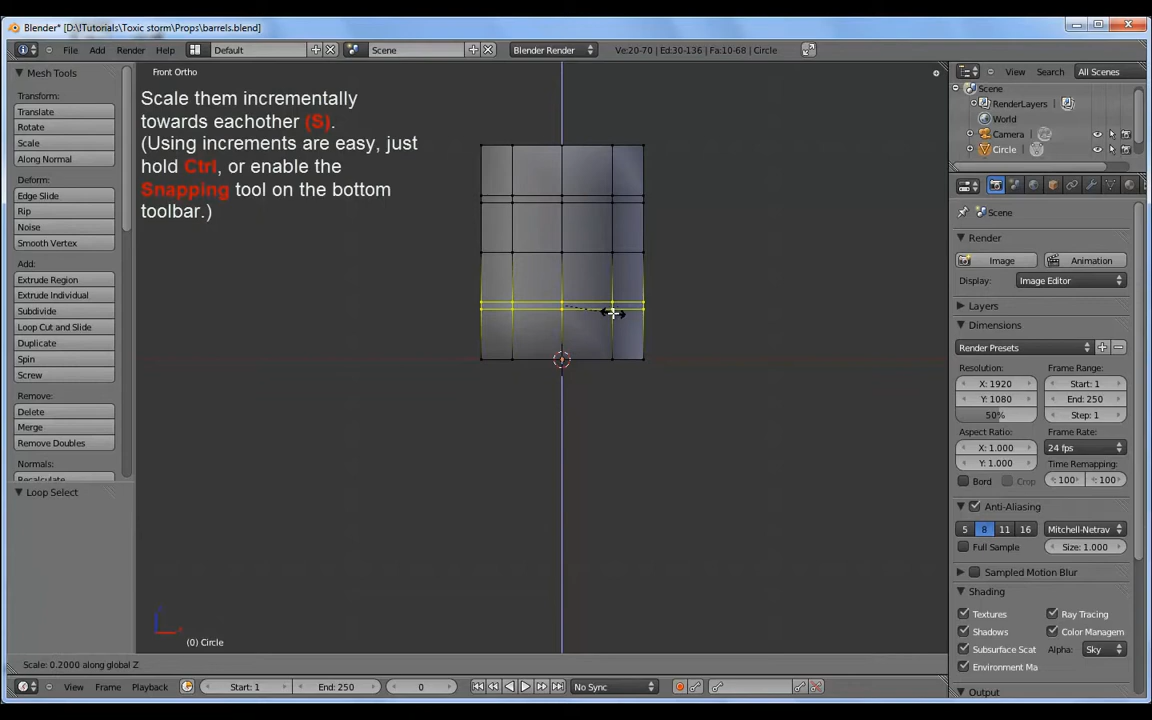 Blender* [D:\!Tutorials\Toxic storm\Props\barrels.blend]
File Add Render Help Default Scene Blender Render Ve:20-70 | Ed:30-136 | Fa:10-68 | Circle
Mesh Tools
Transform:
Translate
Rotate
Scale
Along Normal
Deform:
Edge Slide
Rip
Noise
Smooth Vertex
Add:
Extrude Region
Extrude Individual
Subdivide
Loop Cut and Slide
Duplicate
Spin
Screw
Remove:
Delete
Merge
Remove Doubles
Normals:
Loop Select
Front Ortho
Scale them incrementally
towards eachother (S).
(Using increments are easy, just
hold Ctrl, or enable the
Snapping tool on the bottom
toolbar.)
(0) Circle
View Search All Scenes
Scene
RenderLayers
World
Camera
Circle
Scene
Render
Image Animation
Display: Image Editor
Layers
Dimensions
Render Presets
Resolution: Frame Range:
X: 1920 Start: 1
Y: 1080 End: 250
50% Step: 1
Aspect Ratio: Frame Rate:
X: 1.000 24 fps
Y: 1.000 Time Remapping:
Bord Crop 100 100
Anti-Aliasing
5 8 11 16 Mitchell-Netrav
Full Sample Size: 1.000
Sampled Motion Blur
Shading
Textures Ray Tracing
Shadows Color Managem
Subsurface Scat Alpha: Sky
Environment Ma
Output
Scale: 0.2000 along global Z
View Frame Playback Start: 1 End: 250 0 No Sync